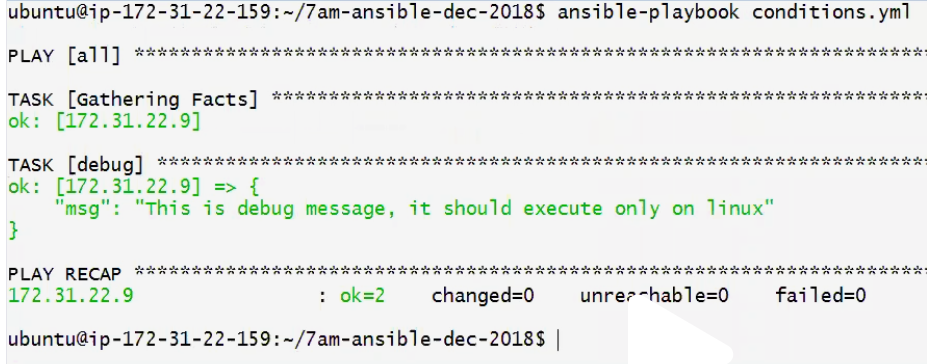 ubuntu@ip-172-31-22-159:~/7am-ansible-dec-2018$ ansible-playbook conditions.yml
PLAY [all] *********************************************************************
TASK [Gathering Facts] *********************************************************
ok: [172.31.22.9]
TASK [debug] *******************************************************************
ok: [172.31.22.9] => {
    "msg": "This is debug message, it should execute only on linux"
}
PLAY RECAP *********************************************************************
172.31.22.9                : ok=2    changed=0    unreachable=0    failed=0
ubuntu@ip-172-31-22-159:~/7am-ansible-dec-2018$